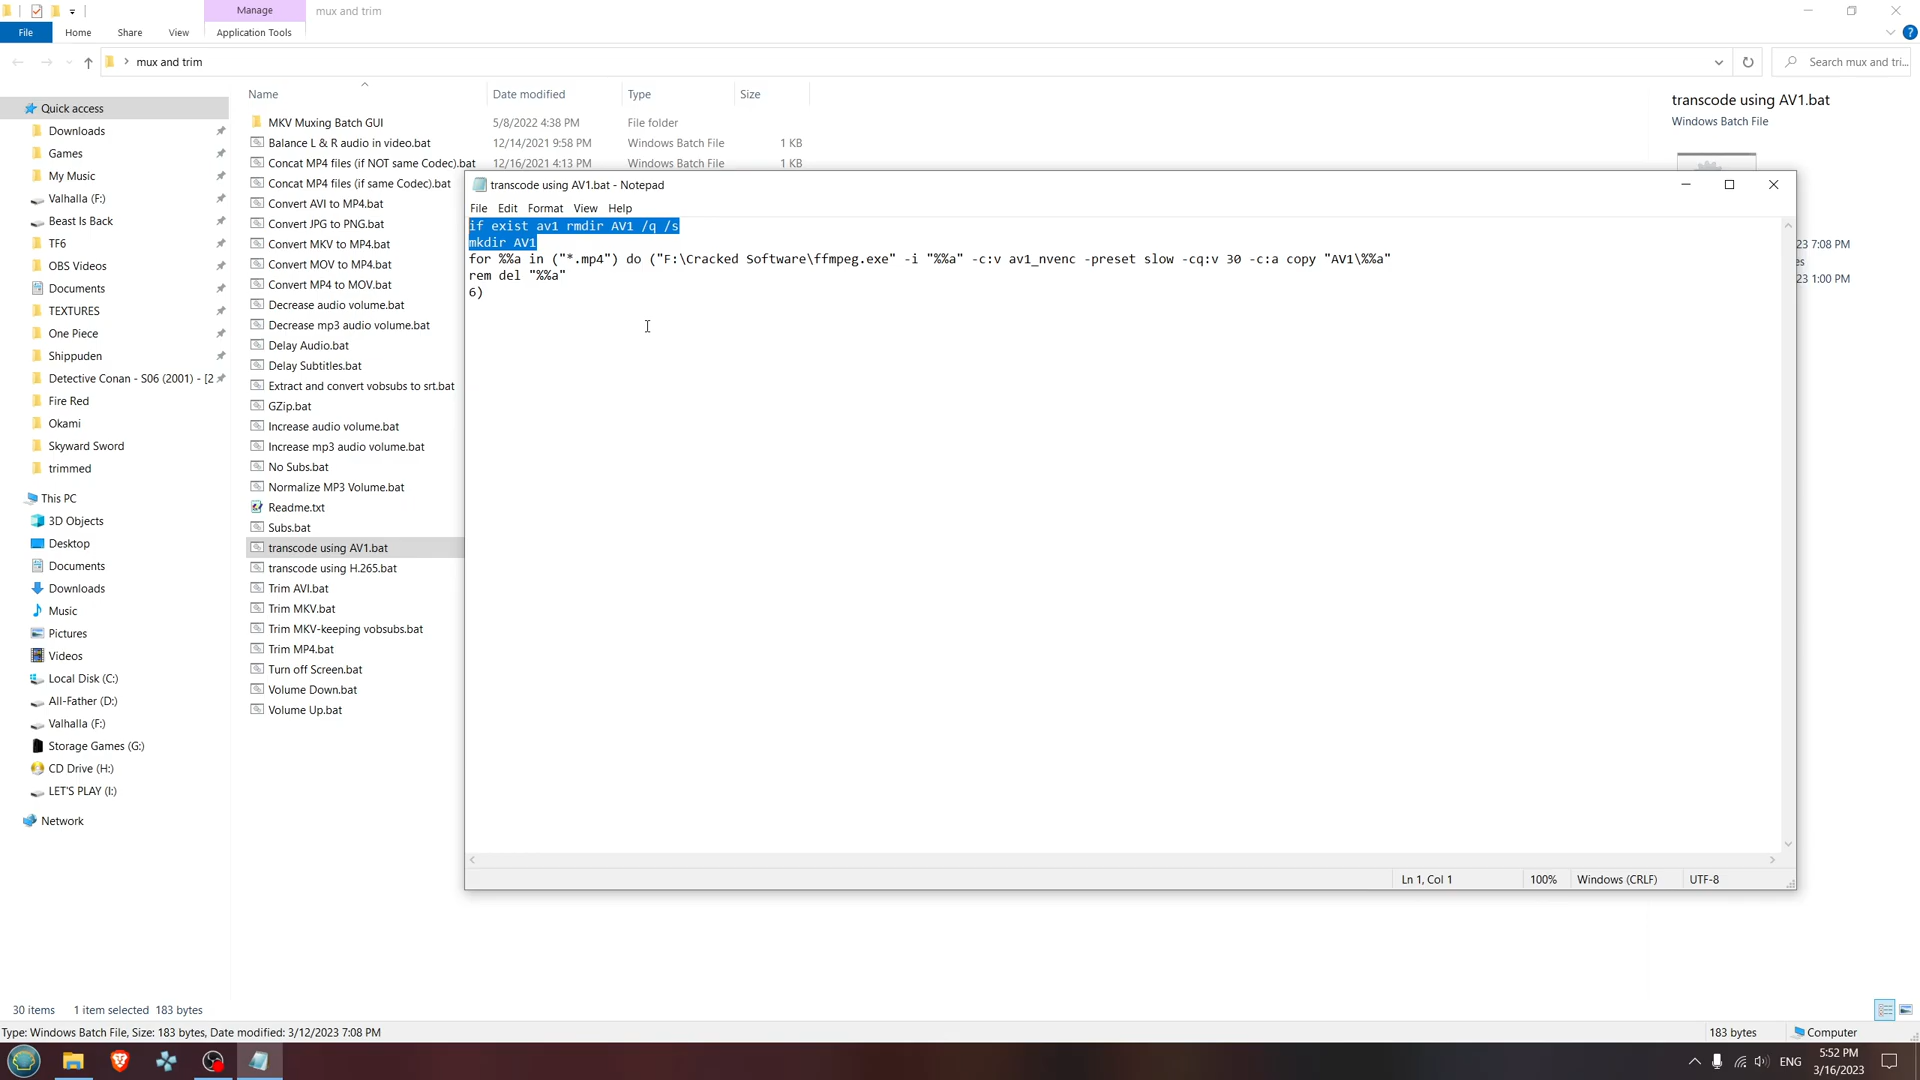 Manage
mux and trim
File
Home
Share
View
Application Tools
mux and trim
Search mux and tri...
Name
Date modified
Type
Size
Quick access
Downloads
Games
My Music
Valhalla (F:)
Beast Is Back
TF6
OBS Videos
Documents
TEXTURES
One Piece
Shippuden
Detective Conan - S06 (2001) - [2
Fire Red
Okami
Skyward Sword
trimmed
This PC
3D Objects
Desktop
Documents
Downloads
Music
Pictures
Videos
Local Disk (C:)
All-Father (D:)
Valhalla (F:)
Storage Games (G:)
CD Drive (H:)
LET'S PLAY (I:)
Network
MKV Muxing Batch GUI 5/8/2022 4:38 PM File folder
Balance L & R audio in video.bat 12/14/2021 9:58 PM Windows Batch File 1 KB
Concat MP4 files (if NOT same Codec).bat 12/16/2021 4:13 PM Windows Batch File 1 KB
Concat MP4 files (if same Codec).bat
Convert AVI to MP4.bat
Convert JPG to PNG.bat
Convert MKV to MP4.bat
Convert MOV to MP4.bat
Convert MP4 to MOV.bat
Decrease audio volume.bat
Decrease mp3 audio volume.bat
Delay Audio.bat
Delay Subtitles.bat
Extract and convert vobsubs to srt.bat
GZip.bat
Increase audio volume.bat
Increase mp3 audio volume.bat
No Subs.bat
Normalize MP3 Volume.bat
Readme.txt
Subs.bat
transcode using AV1.bat
transcode using H.265.bat
Trim AVI.bat
Trim MKV.bat
Trim MKV-keeping vobsubs.bat
Trim MP4.bat
Turn off Screen.bat
Volume Down.bat
Volume Up.bat
transcode using AV1.bat
Windows Batch File
23 7:08 PM
es
23 1:00 PM
transcode using AV1.bat - Notepad
File Edit Format View Help
if exist av1 rmdir AV1 /q /s
mkdir AV1
for %%a in ("*.mp4") do ("F:\Cracked Software\ffmpeg.exe" -i "%%a" -c:v av1_nvenc -preset slow -cq:v 30 -c:a copy "AV1\%%a"
rem del "%%a"
6)
Ln 1, Col 1
100%
Windows (CRLF)
UTF-8
30 items 1 item selected 183 bytes
Type: Windows Batch File, Size: 183 bytes, Date modified: 3/12/2023 7:08 PM
183 bytes
Computer
ENG
5:52 PM
3/16/2023